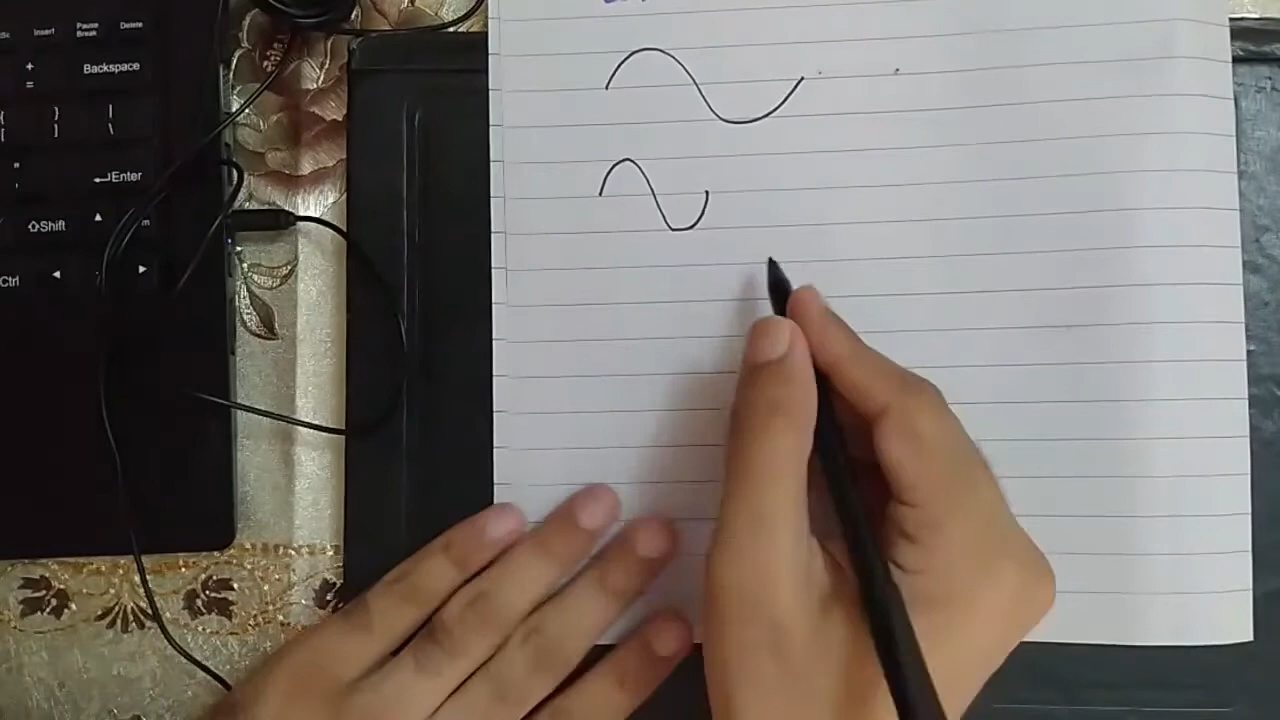 Insert
Pause
Break
Delete
+
=
Backspace
{
[
}
]
|
\
"
'
Enter
Shift
Ctrl